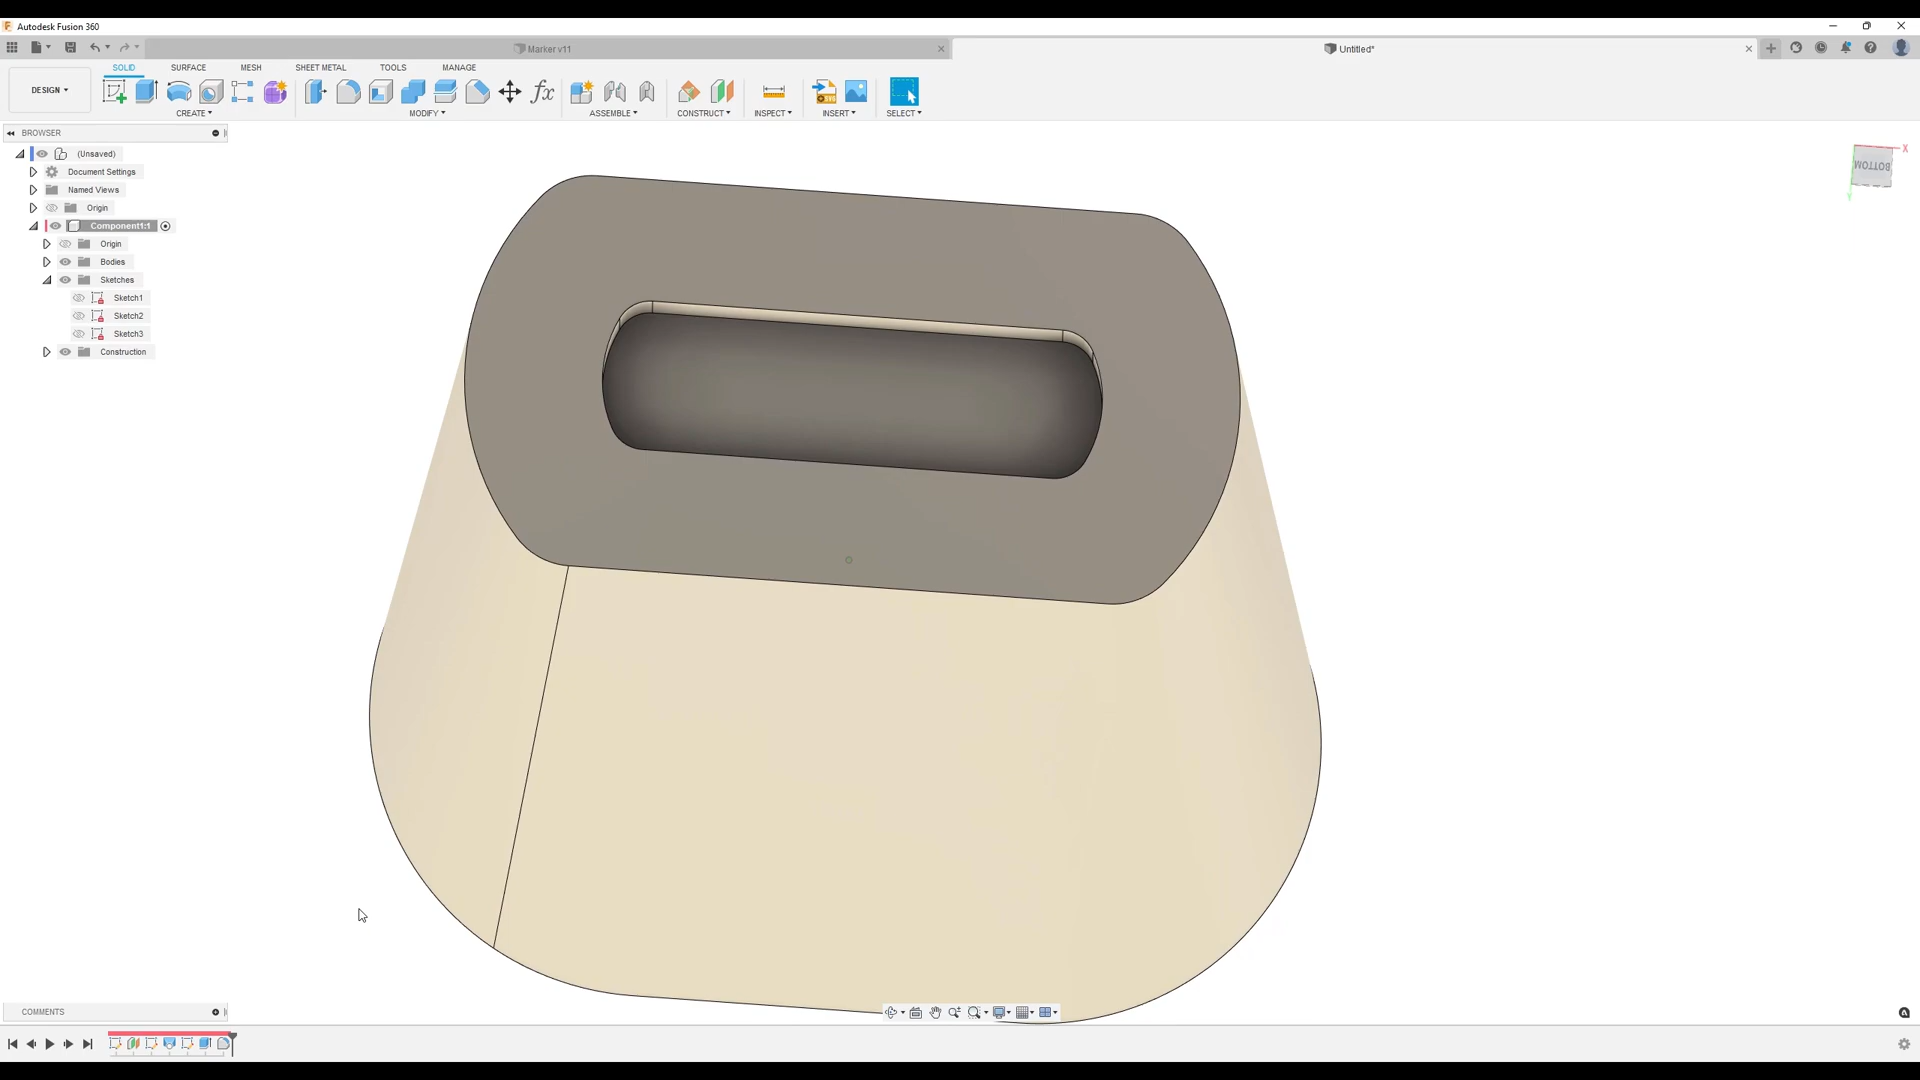 Autodesk Fusion 360
Marker v11
Untitled*
DESIGN
SOLID
SURFACE
MESH
SHEET METAL
TOOLS
MANAGE
CREATE
MODIFY
fx
ASSEMBLE
CONSTRUCT
INSPECT
INSERT
SELECT
BROWSER
(Unsaved)
Document Settings
Named Views
Origin
Component1:1
Origin
Bodies
Sketches
Sketch1
Sketch2
Sketch3
Construction
X
BOTTOM
Y
COMMENTS